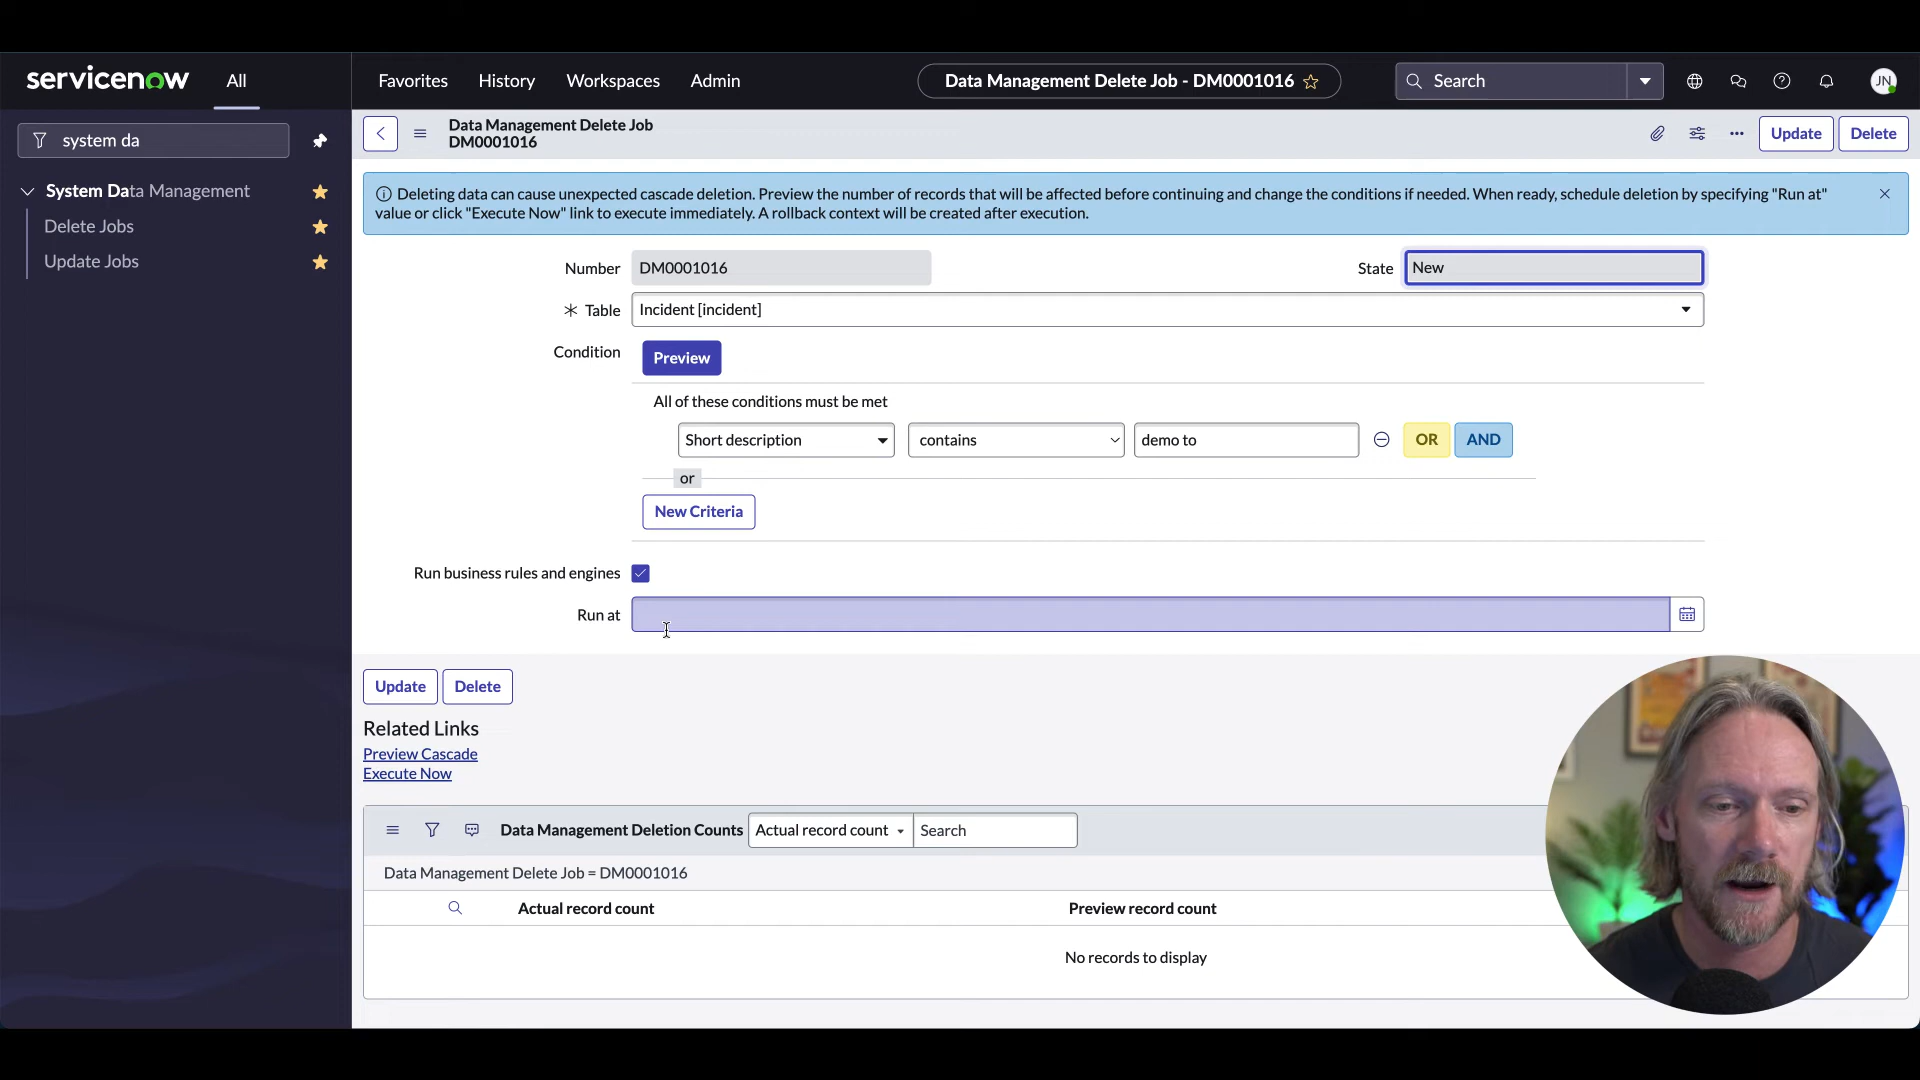 servicenow
All
Favorites
History
Workspaces
Admin
Data Management Delete Job - DM0001016
Search
JN
system da
Data Management Delete Job
DM0001016
Update
Delete
System Data Management
Delete Jobs
Update Jobs
Deleting data can cause unexpected cascade deletion. Preview the number of records that will be affected before continuing and change the conditions if needed. When ready, schedule deletion by specifying "Run at"
value or click "Execute Now" link to execute immediately. A rollback context will be created after execution.
Number
DM0001016
State
New
Table
Incident [incident]
Condition
Preview
All of these conditions must be met
Short description
contains
demo to
OR
AND
or
New Criteria
Run business rules and engines
Run at
Update
Delete
Related Links
Preview Cascade
Execute Now
Data Management Deletion Counts
Actual record count
Search
Data Management Delete Job = DM0001016
Actual record count
Preview record count
No records to display